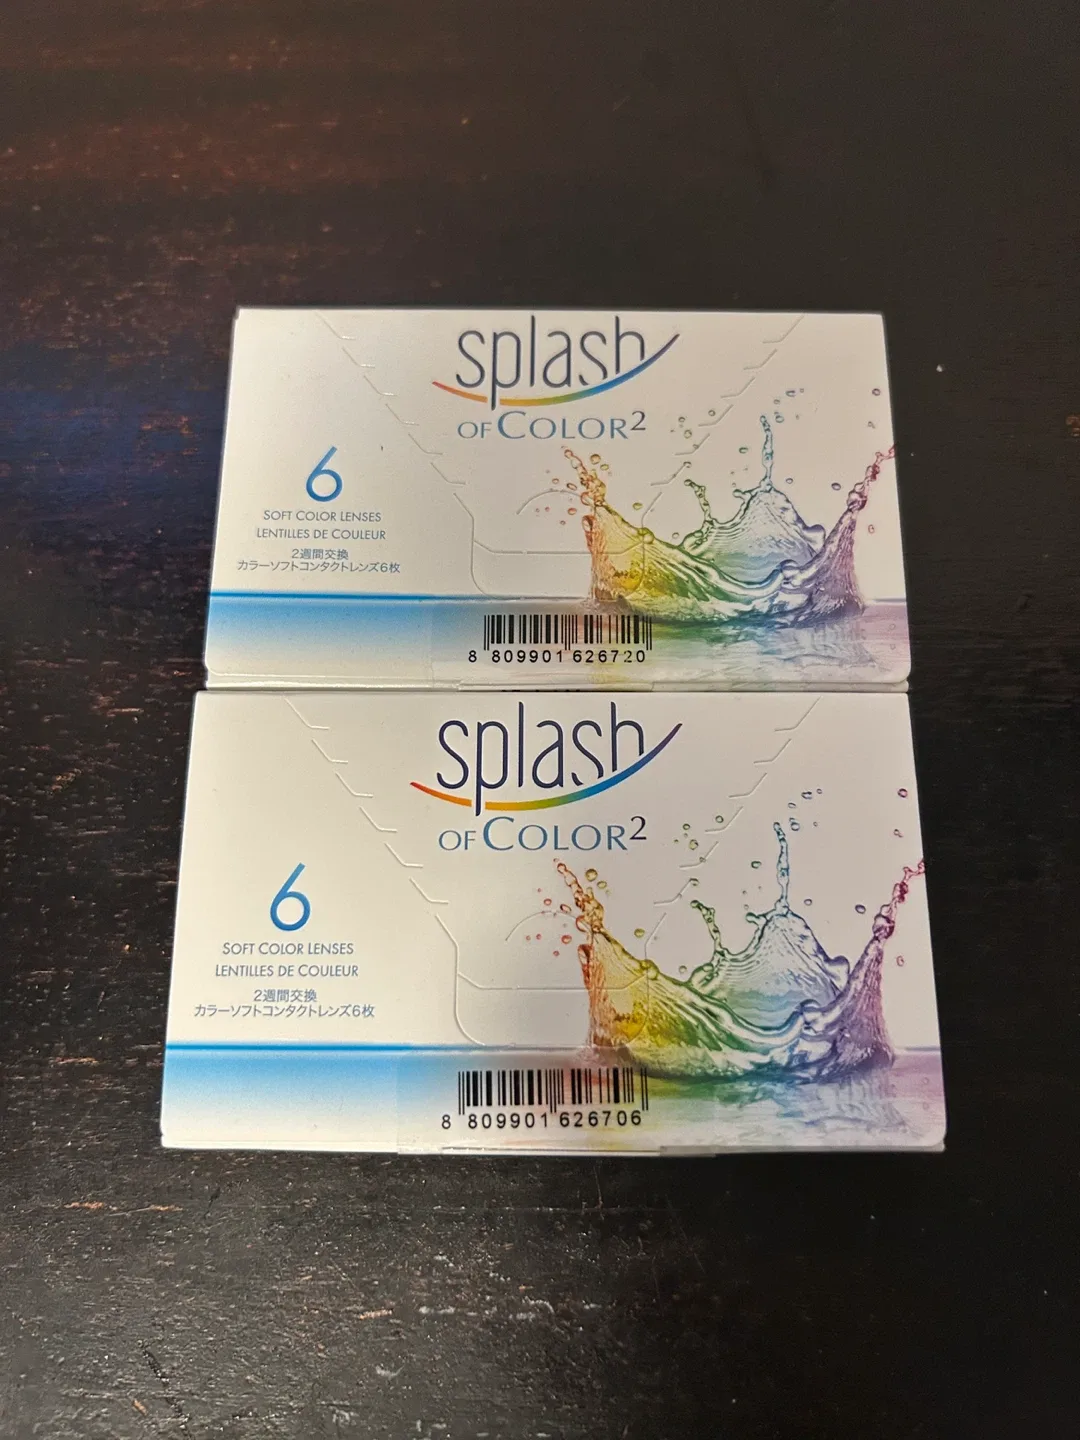 splash
OF COLOR²
6
SOFT COLOR LENSES
LENTILLES DE COULEUR
2週間交換
カラーソフトコンタクトレンズ6枚
8 809901 626720
splash
OF COLOR²
6
SOFT COLOR LENSES
LENTILLES DE COULEUR
2週間交換
カラーソフトコンタクトレンズ6枚
8 809901 626706